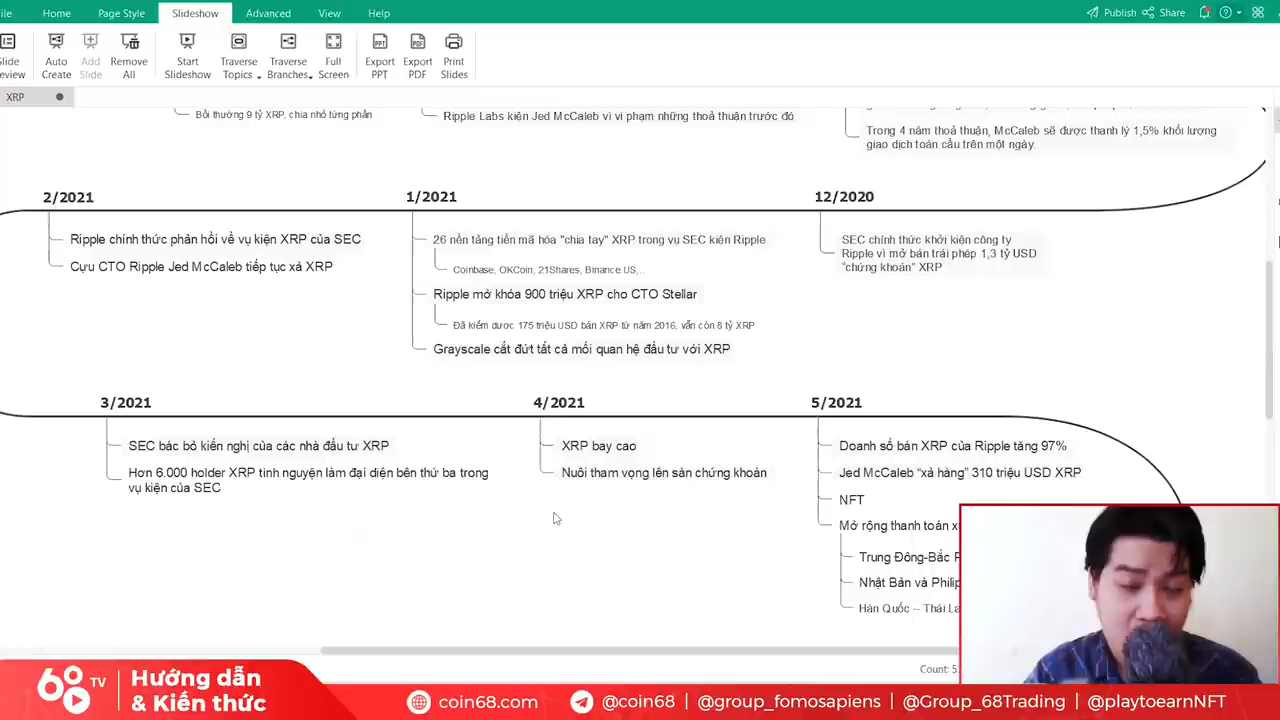 Home Page Style Slideshow Advanced View Help
Publish Share
Auto Create
Add Slide
Remove All
Start Slideshow
Traverse Topics
Traverse Branches
Full Screen
Export PPT
Export PDF
Print Slides
XRP
Bồi thường 9 tỷ XRP, chia nhỏ từng phần
Ripple Labs kiện Jed McCaleb vì vi phạm những thoả thuận trước đó
Trong 4 năm thoả thuận, McCaleb sẽ được thanh lý 1,5% khối lượng
giao dịch toàn cầu trên một ngày.
2/2021
Ripple chính thức phản hồi về vụ kiện XRP của SEC
Cựu CTO Ripple Jed McCaleb tiếp tục xả XRP
1/2021
26 nền tảng tiền mã hóa "chia tay" XRP trong vụ SEC kiện Ripple
Coinbase, OKCoin, 21Shares, Binance US,..
Ripple mở khóa 900 triệu XRP cho CTO Stellar
Đã kiếm được 175 triệu USD bán XRP từ năm 2016, vẫn còn 8 tỷ XRP
Grayscale cắt đứt tất cả mối quan hệ đầu tư với XRP
12/2020
SEC chính thức khởi kiện công ty
Ripple vì mở bán trái phép 1,3 tỷ USD
“chứng khoán” XRP
3/2021
SEC bác bỏ kiến nghị của các nhà đầu tư XRP
Hơn 6.000 holder XRP tình nguyện làm đại diện bên thứ ba trong
vụ kiện của SEC
4/2021
XRP bay cao
Nuôi tham vọng lên sàn chứng khoán
5/2021
Doanh số bán XRP của Ripple tăng 97%
Jed McCaleb “xả hàng” 310 triệu USD XRP
NFT
Mở rộng thanh toán
Trung Đông-Bắc
Nhật Bản và
Hàn Quốc –
Count:
68 TV
Hướng dẫn
& Kiến thức
coin68.com @coin68 | @group_fomosapiens | @Group_68Trading | @playtoearnNFT